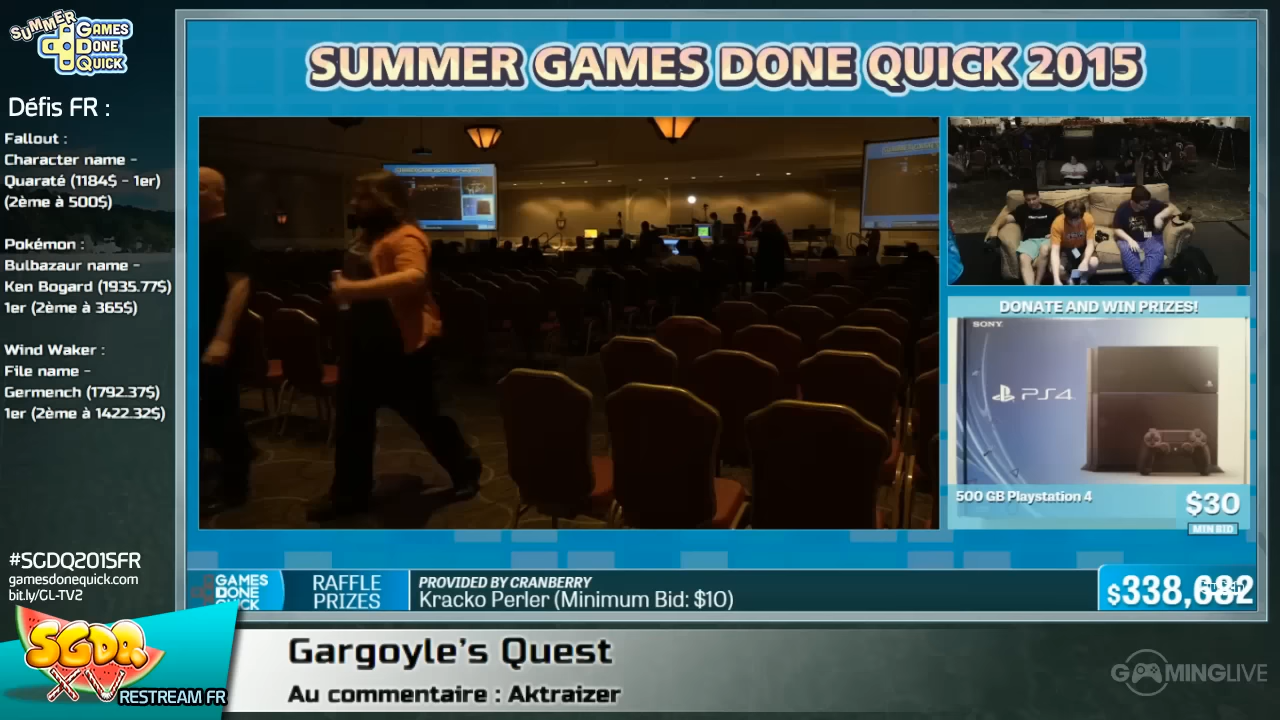 SUMMER
GAMES
DONE
QUICK
Défis FR :
Fallout :
Character name -
Quaraté (1184$ - 1er)
(2ème à 500$)
Pokémon :
Bulbazaur name -
Ken Bogard (1935.77$)
1er (2ème à 365$)
Wind Waker :
File name -
Germench (1792.37$)
1er (2ème à 1422.32$)
#SGDQ2015FR
gamesdonequick.com
bit.ly/GL-TV2
SGDQ
XV
RESTREAM FR
SUMMER GAMES DONE QUICK 2015
DONATE AND WIN PRIZES!
SONY
PS4
500 GB Playstation 4
$30
MIN BID
GAMES
DONE
QUICK
RAFFLE
PRIZES
PROVIDED BY CRANBERRY
Kracko Perler (Minimum Bid: $10)
$338,682
Gargoyle's Quest
Au commentaire : Aktraizer
GAMINGLIVE